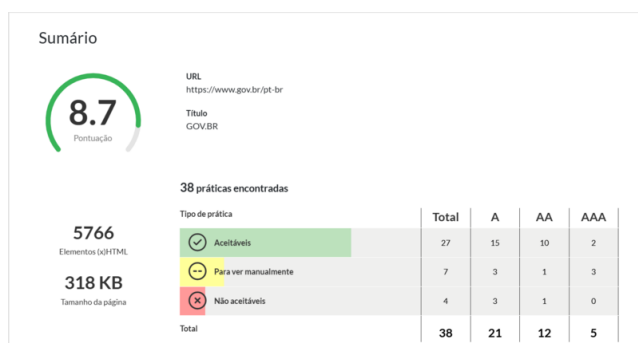 Sumário
8.7
Pontuação
URL
https://www.gov.br/pt-br
Título
GOV.BR
5766
Elementos (x)HTML
318 KB
Tamanho da página
38 práticas encontradas
Tipo de prática Total A AA AAA
Aceitáveis 27 15 10 2
Para ver manualmente 7 3 1 3
Não aceitáveis 4 3 1 0
Total 38 21 12 5